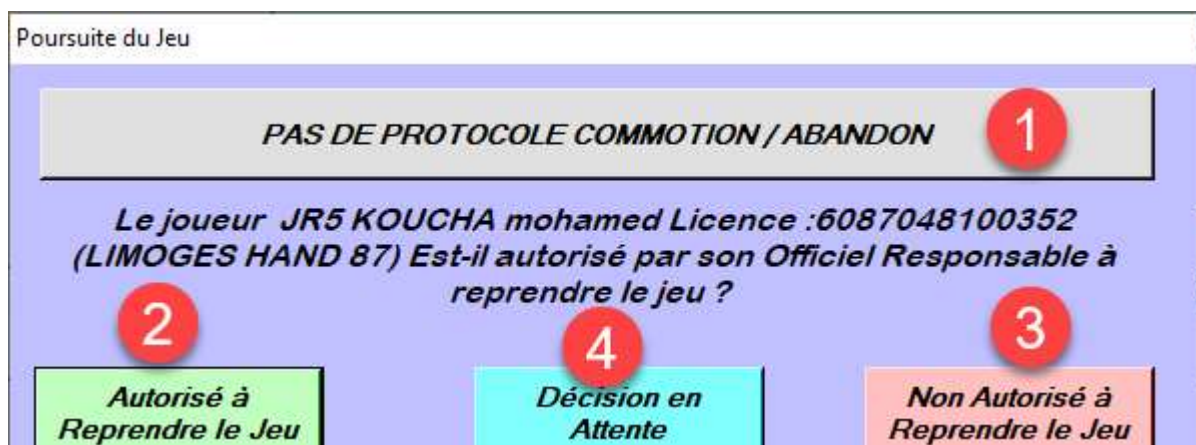 Poursuite du Jeu
PAS DE PROTOCOLE COMMOTION / ABANDON
1
Le joueur JR5 KOUCHA mohamed Licence :6087048100352
(LIMOGES HAND 87) Est-il autorisé par son Officiel Responsable à
reprendre le jeu ?
2
4
3
Autorisé à
Reprendre le Jeu
Décision en
Attente
Non Autorisé à
Reprendre le Jeu